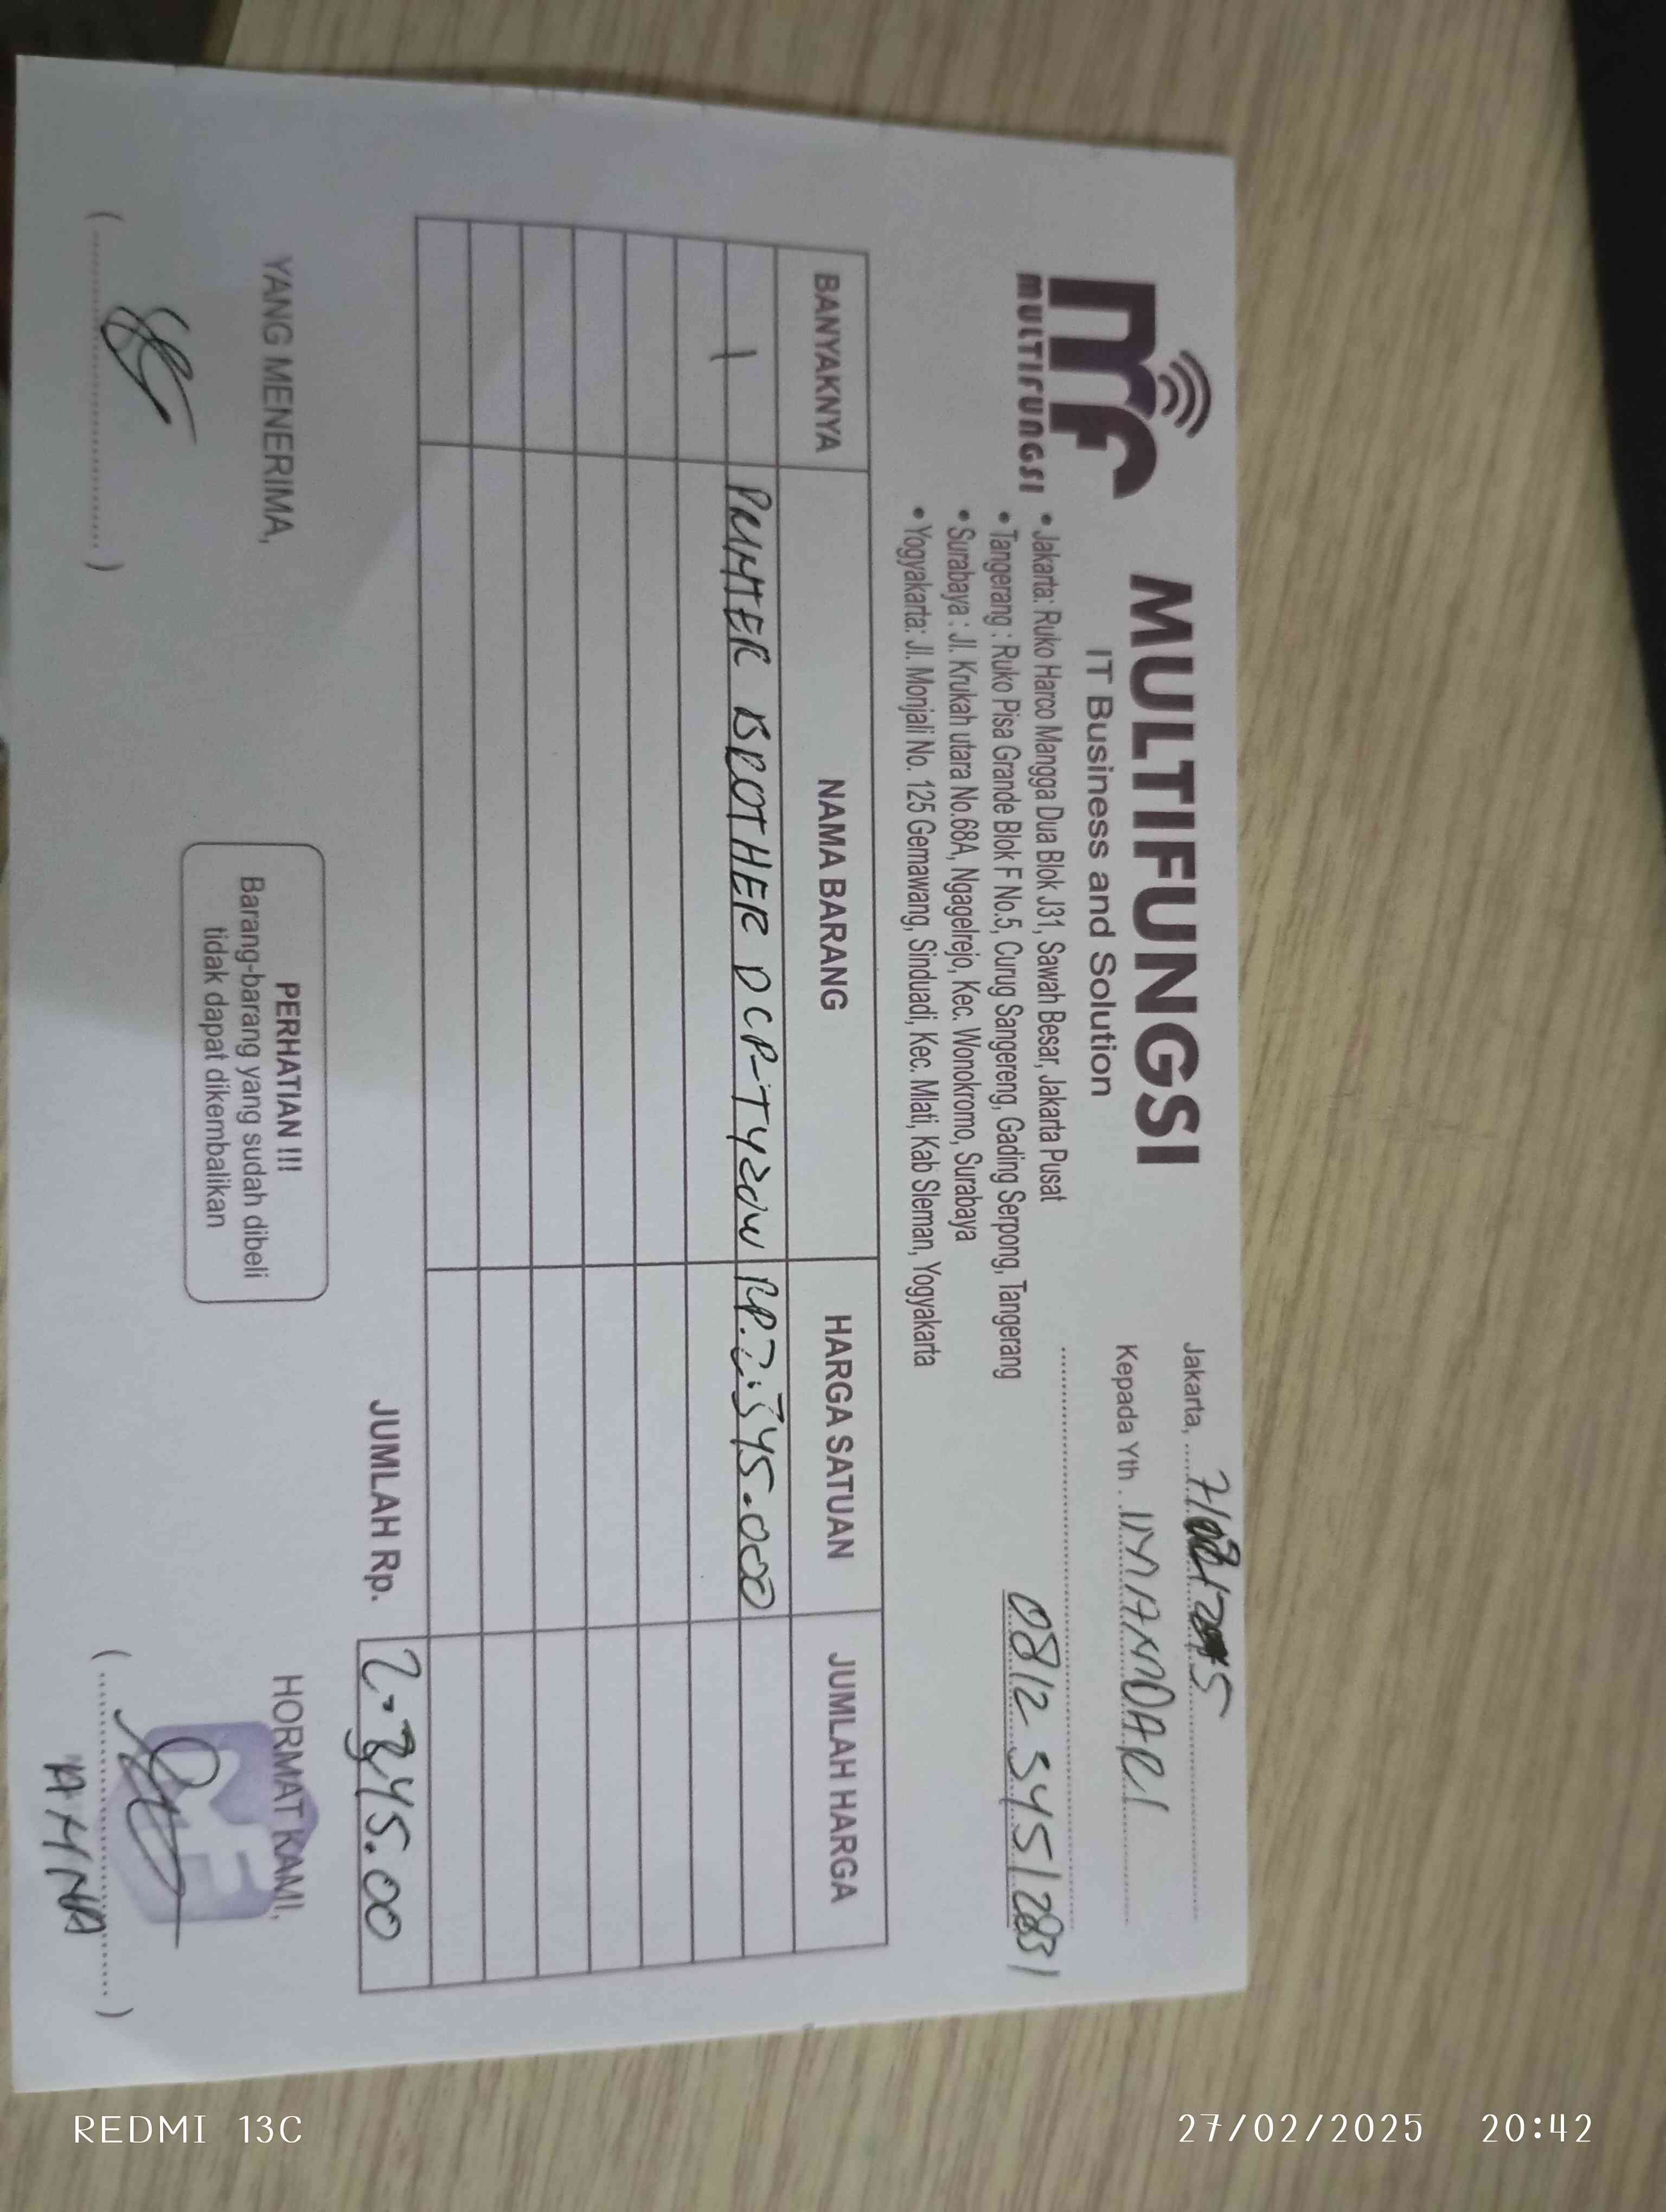 mf
MULTIFUNGSI
MULTIFUNGSI
IT Business and Solution
• Jakarta: Ruko Harco Mangga Dua Blok J31, Sawah Besar, Jakarta Pusat
• Tangerang : Ruko Pisa Grande Blok F No.5, Curug Sangereng, Gading Serpong, Tangerang
• Surabaya : Jl. Krukah utara No.68A, Ngagelrejo, Kec. Wonokromo, Surabaya
• Yogyakarta: Jl. Monjali No. 125 Gemawang, Sinduadi, Kec. Mlati, Kab Sleman, Yogyakarta
Jakarta,
Kepada Yth. IIM ANDARI
BANYAKNYA NAMA BARANG HARGA SATUAN JUMLAH HARGA
1 PRINTER BROTHER DCP-T420W RP. 2.345.000
JUMLAH Rp. 2.345.00
YANG MENERIMA,
PERHATIAN !!!
Barang-barang yang sudah dibeli
tidak dapat dikembalikan
HORMAT KAMI,
REDMI 13C
27/02/2025 20:42